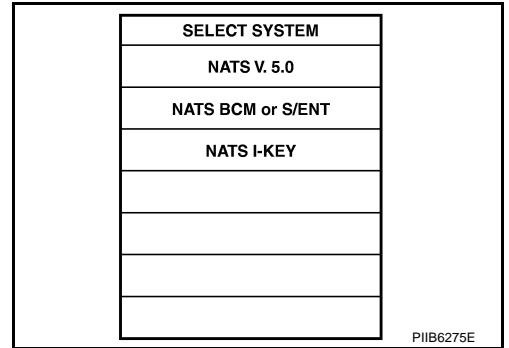 SELECT SYSTEM
NATS V. 5.0
NATS BCM or S/ENT
NATS I-KEY
PIIB6275E